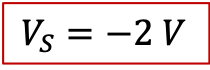 V_S = −2 V